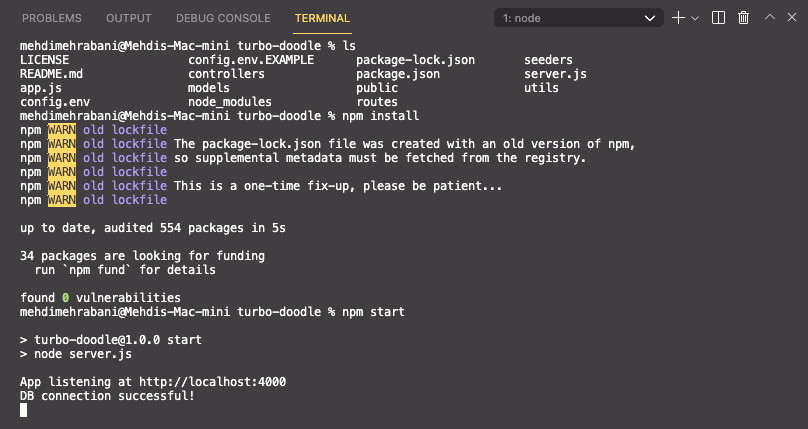 PROBLEMS OUTPUT DEBUG CONSOLE TERMINAL 1: node
mehdimehrabani@Mehdis-Mac-mini turbo-doodle % ls
LICENSE config.env.EXAMPLE package-lock.json seeders
README.md controllers package.json server.js
app.js models public utils
config.env node_modules routes
mehdimehrabani@Mehdis-Mac-mini turbo-doodle % npm install
npm WARN old lockfile
npm WARN old lockfile The package-lock.json file was created with an old version of npm,
npm WARN old lockfile so supplemental metadata must be fetched from the registry.
npm WARN old lockfile
npm WARN old lockfile This is a one-time fix-up, please be patient...
npm WARN old lockfile
up to date, audited 554 packages in 5s
34 packages are looking for funding
run `npm fund` for details
found 0 vulnerabilities
mehdimehrabani@Mehdis-Mac-mini turbo-doodle % npm start
> turbo-doodle@1.0.0 start
> node server.js
App listening at http://localhost:4000
DB connection successful!